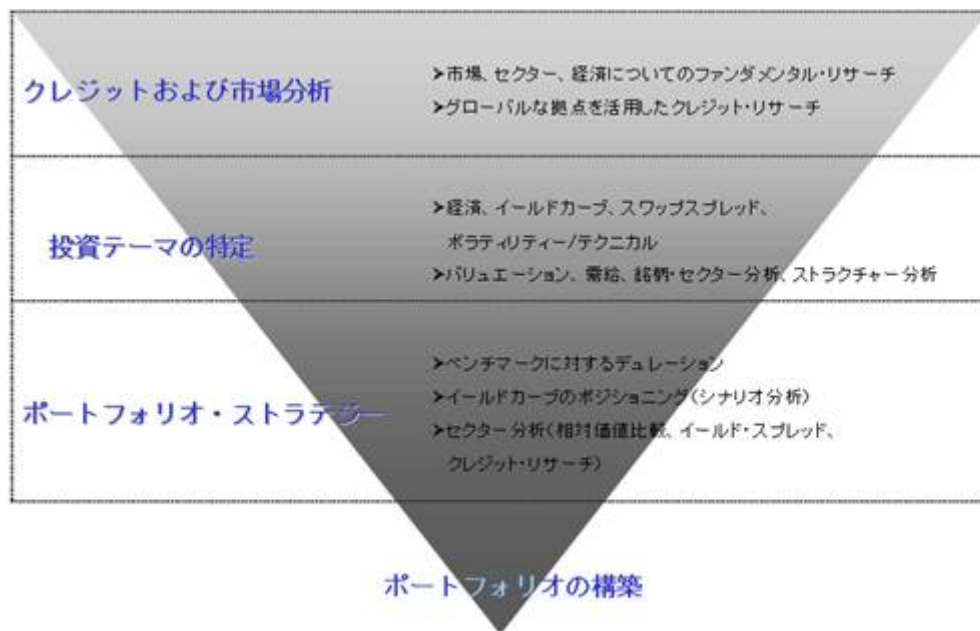 クレジットおよび市場分析
➤市場、セクター、経済についてのファンダメンタル・リサーチ
➤グローバルな拠点を活用したクレジット・リサーチ
投資テーマの特定
➤経済、イールドカーブ、スワップスプレッド、
ボラティリティー/テクニカル
➤バリュエーション、需給、銘柄・セクター分析、ストラクチャー分析
ポートフォリオ・ストラテジー
➤ベンチマークに対するデュレーション
➤イールドカーブのポジショニング(シナリオ分析)
➤セクター分析(相対価値比較、イールド・スプレッド、
クレジット・リサーチ)
ポートフォリオの構築